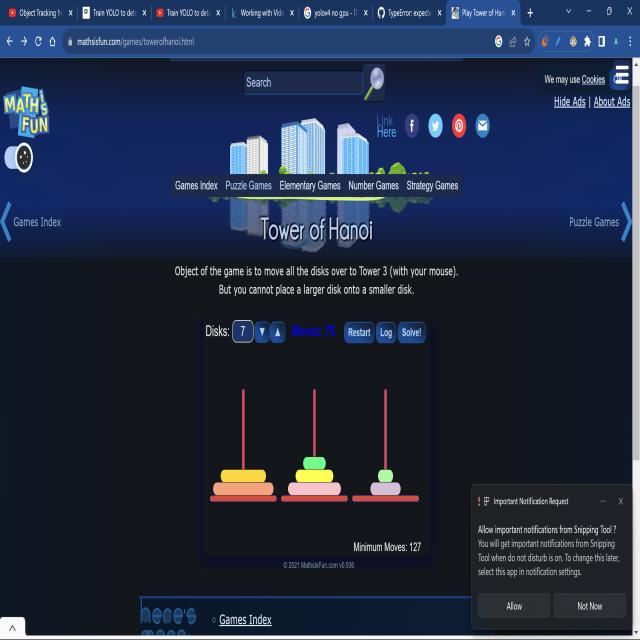 Object Tracking fr
Train YOLO to dete
Train YOLO to dete
Working with Vide
yolov4 no gpu - 
TypeError: expecte
Play Tower of Han
mathsisfun.com/games/towerofhanoi.html
Search
We may use Cookies
Hide Ads | About Ads
MATH'S FUN
Link Here
Games Index Puzzle Games Elementary Games Number Games Strategy Games
Games Index
Puzzle Games
Tower of Hanoi
Object of the game is to move all the disks over to Tower 3 (with your mouse).
But you cannot place a larger disk onto a smaller disk.
Disks: 7 ▼ ▲ Moves: 76 Restart Log Solve!
Minimum Moves: 127
© 2021 MathsIsFun.com v0.936
Important Notification Request
Allow important notifications from Snipping Tool ?
You will get important notifications from Snipping
Tool when do not disturb is on. To change this later,
select this app in notification settings.
Allow Not Now
Games Index